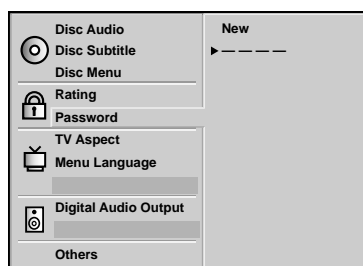 Disc Audio
Disc Subtitle
Disc Menu
Rating
Password
TV Aspect
Menu Language
Digital Audio Output
Others
New
— — — —